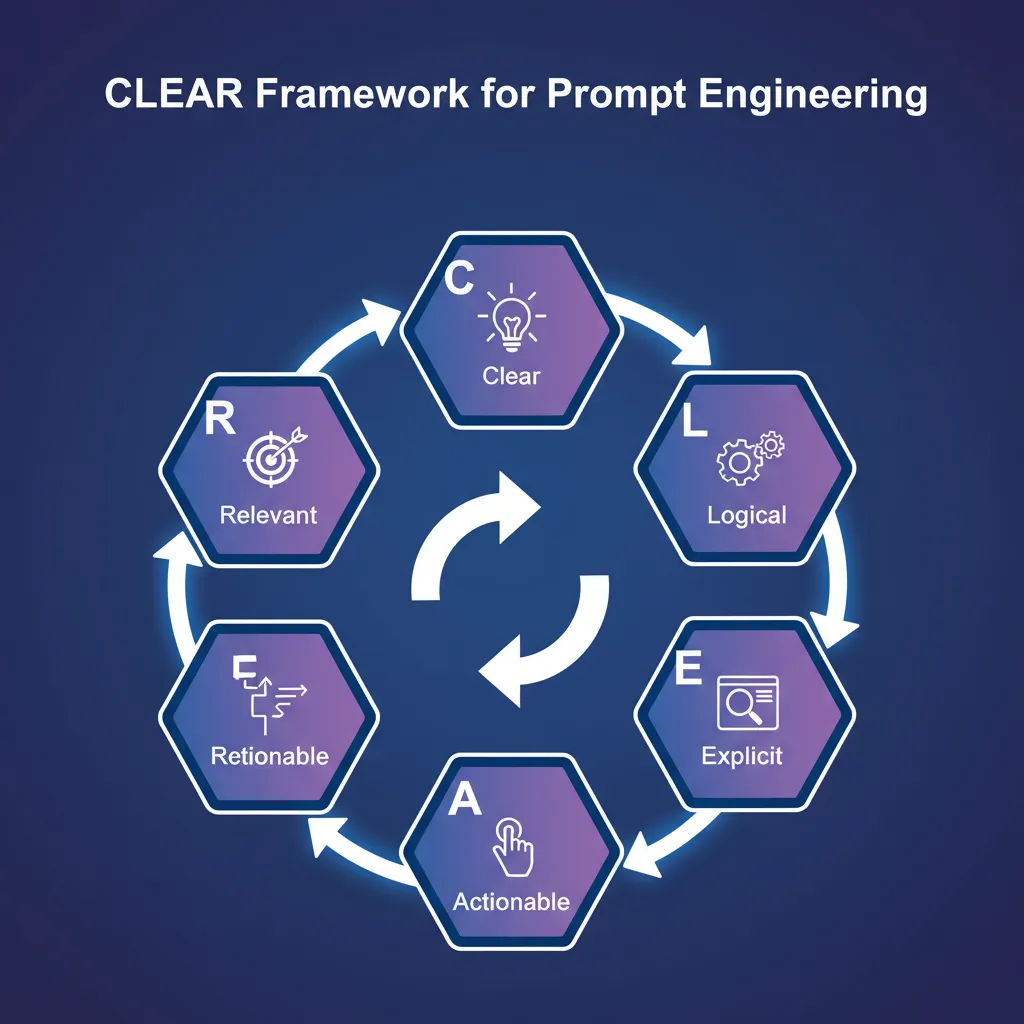 CLEAR Framework for Prompt Engineering
C
Clear
L
Logical
E
Explicit
A
Actionable
Retionable
R
Relevant